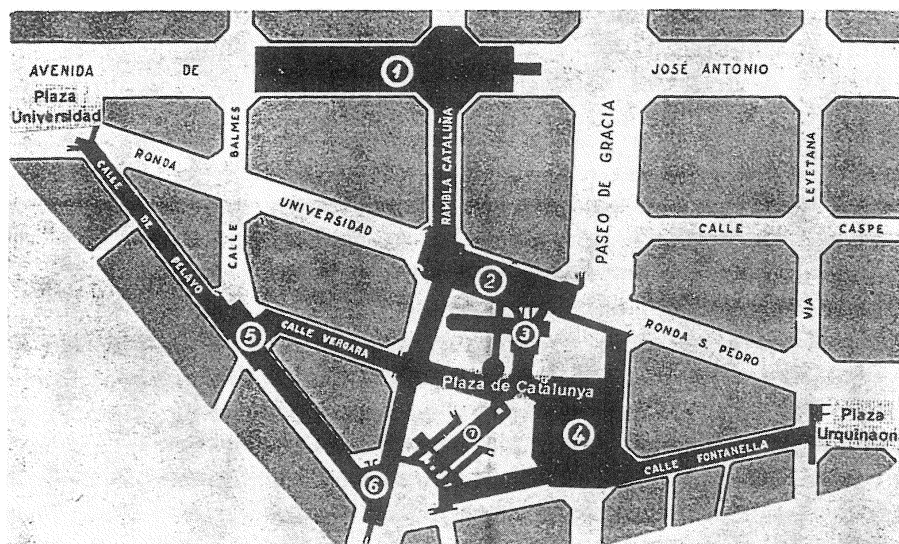 AVENIDA DE JOSÉ ANTONIO
Plaza
Universidad
1
CALLE BALMES
RONDA UNIVERSIDAD
RAMBLA CATALUÑA
PASEO DE GRACIA
VIA LEYETANA
CALLE CASPE
CALLE DE PELAYO
2
3
5
CALLE VERGARA
RONDA S. PEDRO
Plaza de Catalunya
4
Plaza
Urquinaona
CALLE FONTANELLA
6